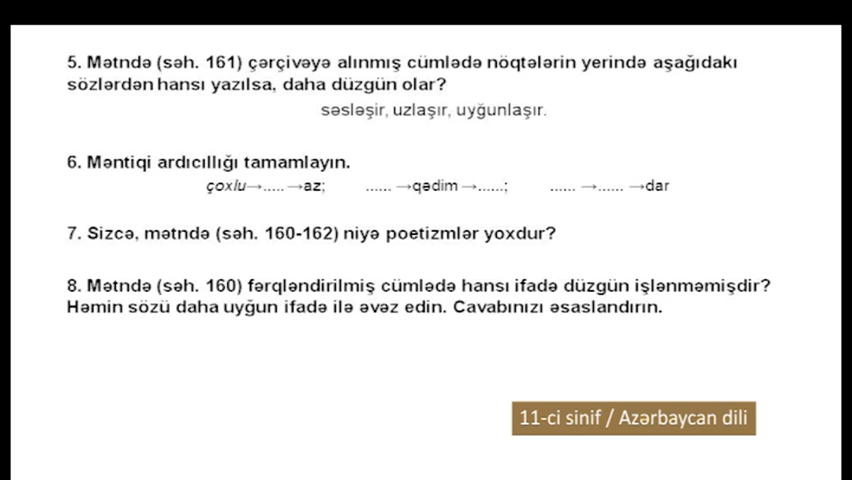 5. Mətndə (səh. 161) çərçivəyə alınmış cümlədə nöqtələrin yerində aşağıdakı
sözlərdən hansı yazılsa, daha düzgün olar?
səsləşir, uzlaşır, uyğunlaşır.
6. Məntiqi ardıcıllığı tamamlayın.
çoxlu→.....→az; ...... →qədim →......; ...... →...... →dar
7. Sizcə, mətndə (səh. 160-162) niyə poetizmlər yoxdur?
8. Mətndə (səh. 160) fərqləndirilmiş cümlədə hansı ifadə düzgün işlənməmişdir?
Həmin sözü daha uyğun ifadə ilə əvəz edin. Cavabınızı əsaslandırın.
11-ci sinif / Azərbaycan dili